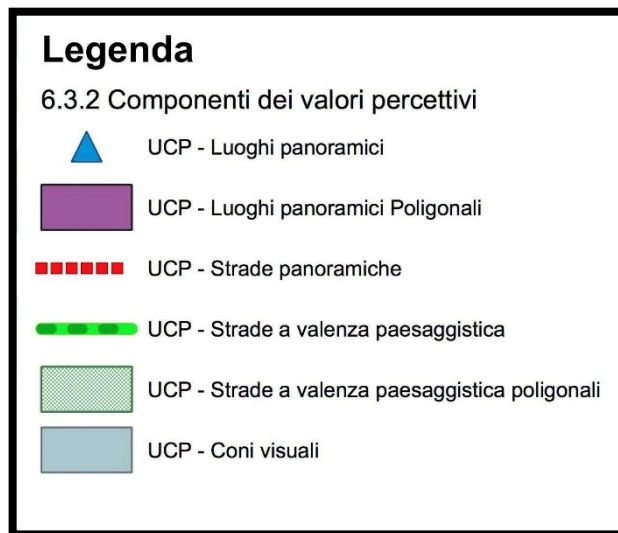 Legenda
6.3.2 Componenti dei valori percettivi
UCP - Luoghi panoramici
UCP - Luoghi panoramici Poligonali
UCP - Strade panoramiche
UCP - Strade a valenza paesaggistica
UCP - Strade a valenza paesaggistica poligonali
UCP - Coni visuali